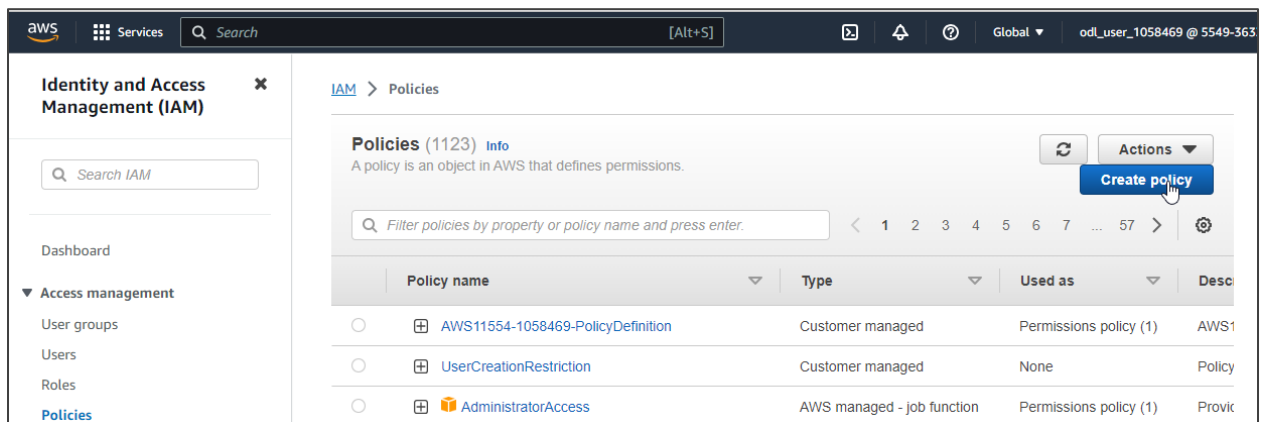 aws Services Search [Alt+S] Global odl_user_1058469 @ 5549-363
Identity and Access
Management (IAM)
Search IAM
Dashboard
Access management
User groups
Users
Roles
Policies
IAM > Policies
Policies (1123) Info
A policy is an object in AWS that defines permissions.
Actions
Create policy
Filter policies by property or policy name and press enter.
1 2 3 4 5 6 7 ... 57
Policy name Type Used as Desc
AWS11554-1058469-PolicyDefinition Customer managed Permissions policy (1) AWS1
UserCreationRestriction Customer managed None Policy
AdministratorAccess AWS managed - job function Permissions policy (1) Provid